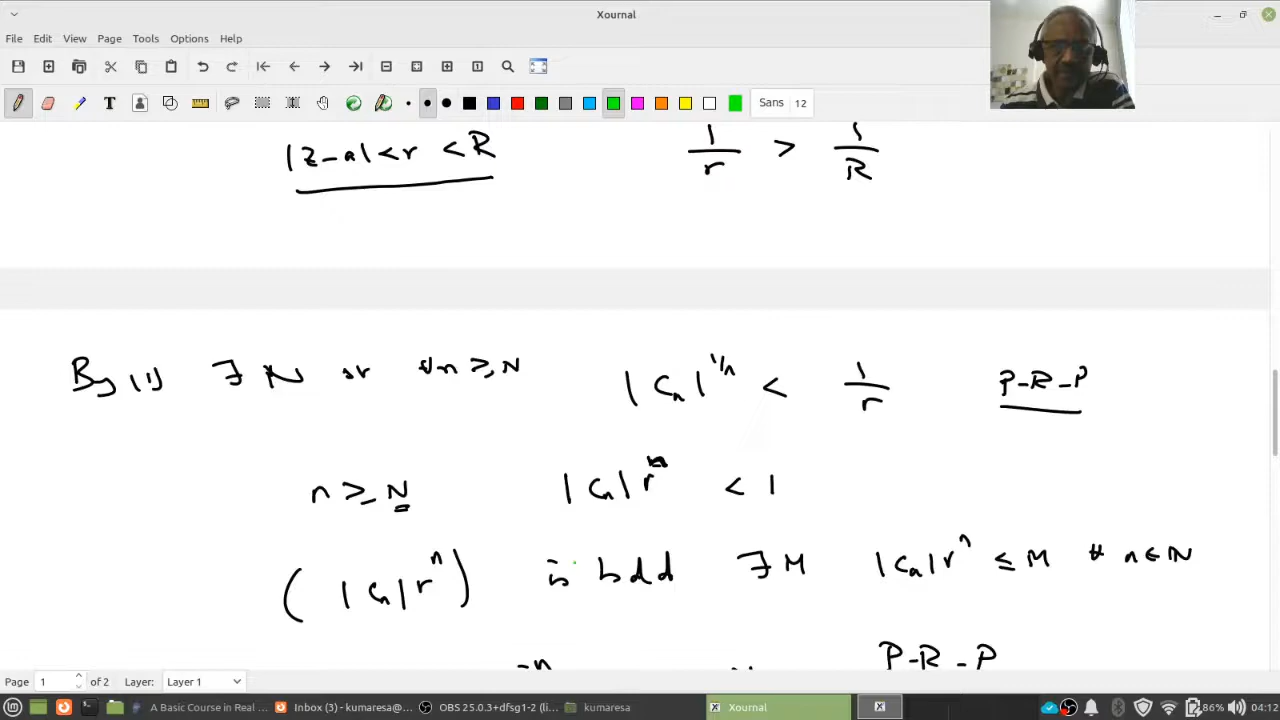 Xournal
File Edit View Page Tools Options Help
Sans 12
|z-a|<r <R 1/r > 1/R
By (1) ∃ N st ∀n ≥ N |Cₙ|^1/n < 1/r P-R-P
n ≥ N |Cₙ| rⁿ < 1
( |Cₙ| rⁿ ) is bdd ∃ M |Cₙ| rⁿ ≤ M ∀ n ∈ N
P-R-P
Page 1 of 2 Layer: Layer 1
A Basic Course in Real ... Inbox (3) - kumaresa@... OBS 25.0.3+dfsg1-2 (lin... kumaresa Xournal 86% 04:12